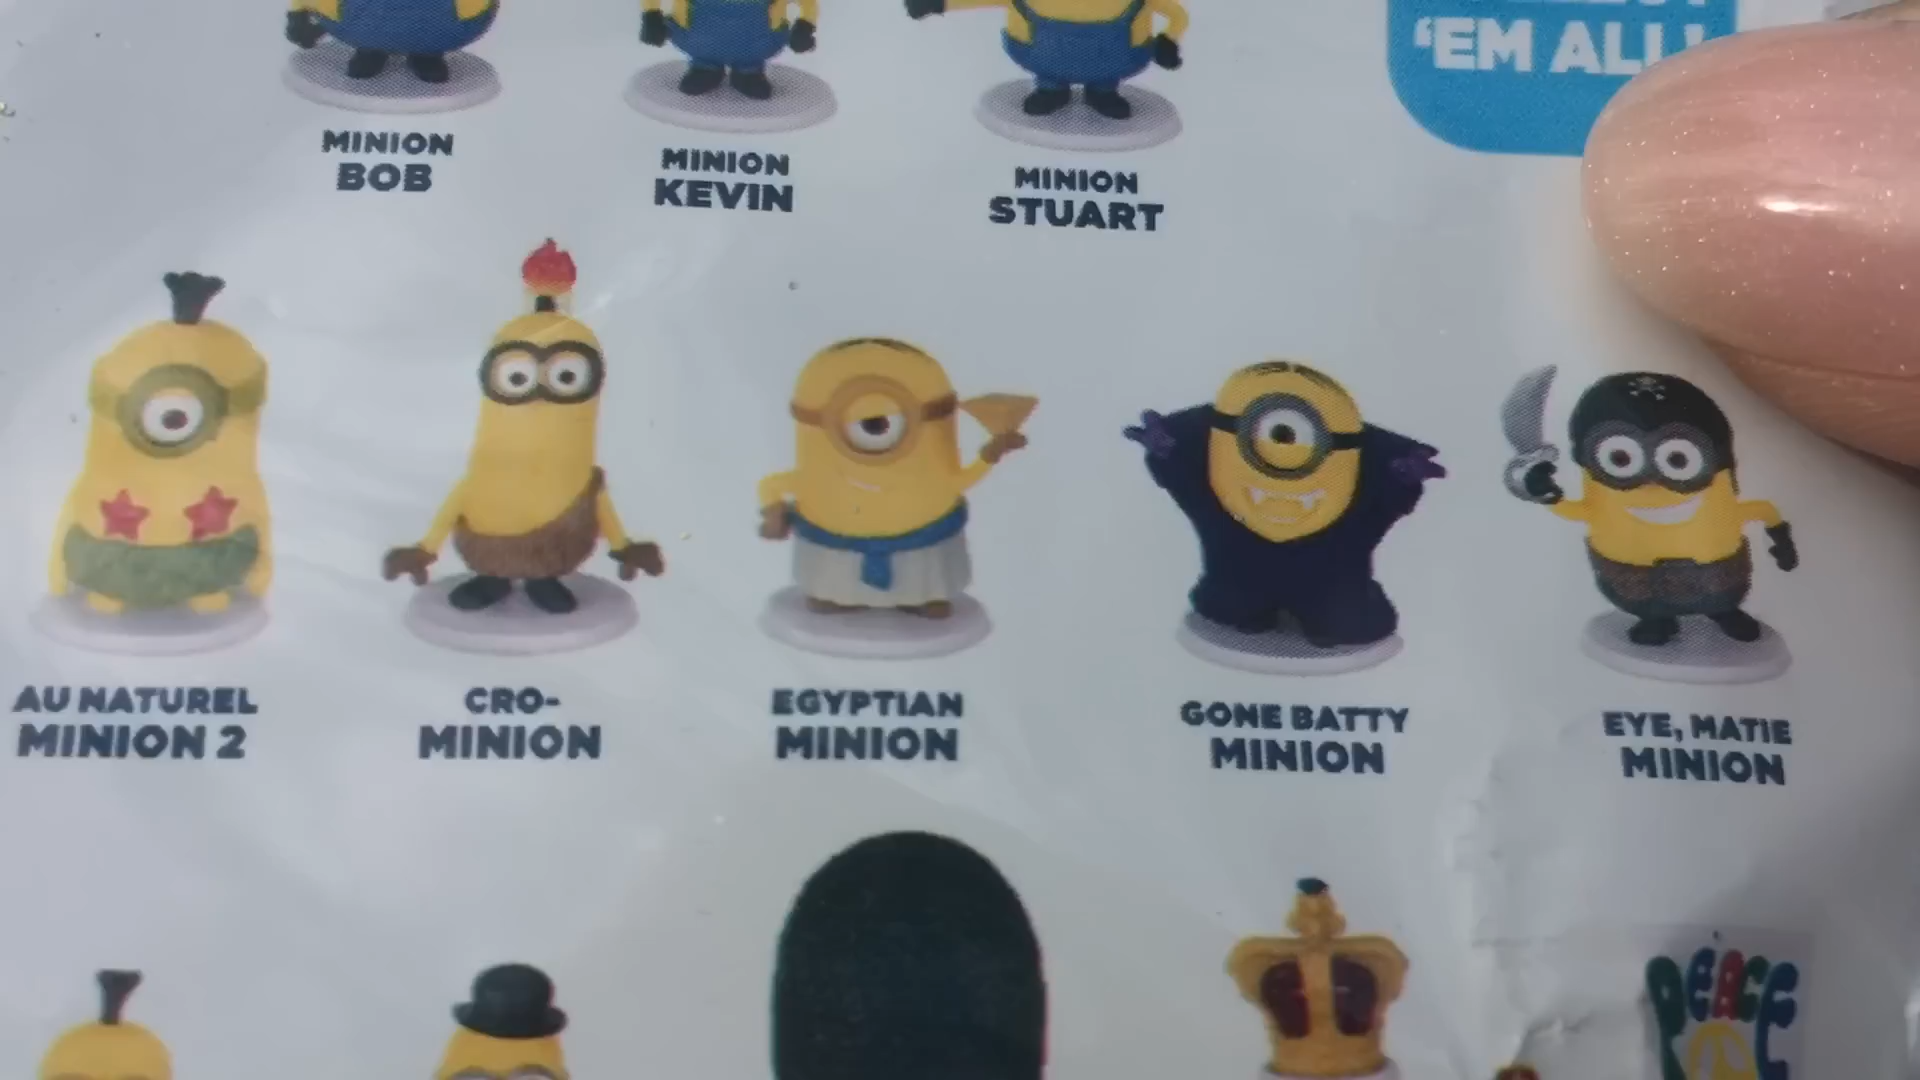 'EM ALL!
MINION
BOB
MINION
KEVIN
MINION
STUART
AU NATUREL
MINION 2
CRO-
MINION
EGYPTIAN
MINION
GONE BATTY
MINION
EYE, MATIE
MINION
PEACE